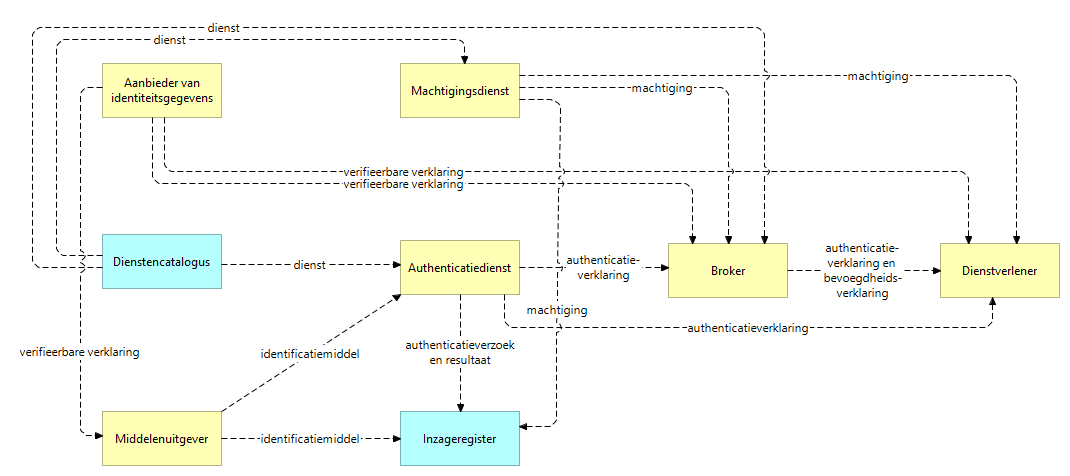 dienst
dienst
Aanbieder van
identiteitsgegevens
Machtigingsdienst
machtiging
machtiging
verifieerbare verklaring
verifieerbare verklaring
Dienstencatalogus
dienst
Authenticatiedienst
authenticatie-
verklaring
Broker
authenticatie-
verklaring en
bevoegdheids-
verklaring
Dienstverlener
machtiging
authenticatieverklaring
verifieerbare verklaring
identificatiemiddel
authenticatieverzoek
en resultaat
Middelenuitgever
identificatiemiddel
Inzageregister